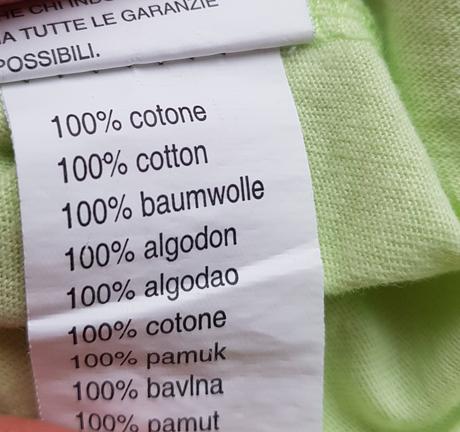 TUTTE LE GARANZIE
POSSIBILI.
100% cotone
100% cotton
100% baumwolle
100% algodon
100% algodao
100% cotone
100% pamuk
100% bavlna
100% pamut